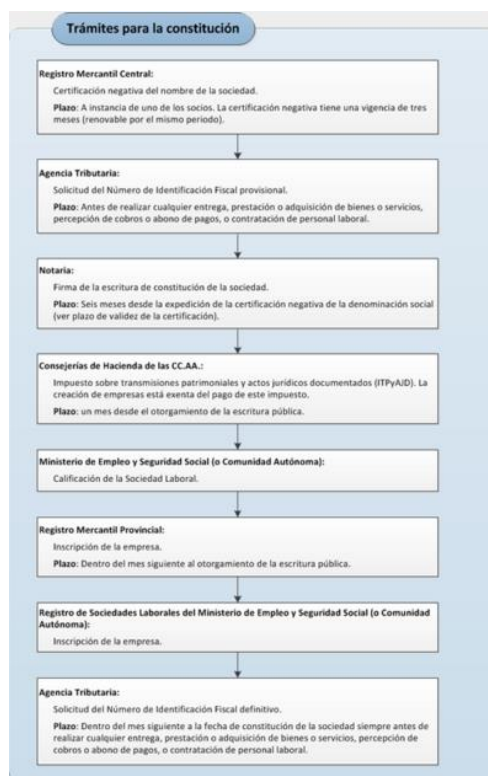 Trámites para la constitución
Registro Mercantil Central:
Certificación negativa del nombre de la sociedad.
Plazo: A instancia de uno de los socios. La certificación negativa tiene una vigencia de tres
meses (renovable por el mismo periodo).
Agencia Tributaria:
Solicitud del Número de Identificación Fiscal provisional.
Plazo: Antes de realizar cualquier entrega, prestación o adquisición de bienes o servicios,
percepción de cobros o abono de pagos, o contratación de personal laboral.
Notaria:
Firma de la escritura de constitución de la sociedad.
Plazo: Seis meses desde la expedición de la certificación negativa de la denominación social
(ver plazo de validez de la certificación).
Consejerías de Hacienda de las CC.AA.:
Impuesto sobre transmisiones patrimoniales y actos jurídicos documentados (ITPyAJD). La
creación de empresas está exenta del pago de este impuesto.
Plazo: un mes desde el otorgamiento de la escritura pública.
Ministerio de Empleo y Seguridad Social (o Comunidad Autónoma):
Calificación de la Sociedad Laboral.
Registro Mercantil Provincial:
Inscripción de la empresa.
Plazo: Dentro del mes siguiente al otorgamiento de la escritura pública.
Registro de Sociedades Laborales del Ministerio de Empleo y Seguridad Social (o Comunidad
Autónoma):
Inscripción de la empresa.
Agencia Tributaria:
Solicitud del Número de Identificación Fiscal definitivo.
Plazo: Dentro del mes siguiente a la fecha de constitución de la sociedad siempre antes de
realizar cualquier entrega, prestación o adquisición de bienes o servicios, percepción de
cobros o abono de pagos, o contratación de personal laboral.